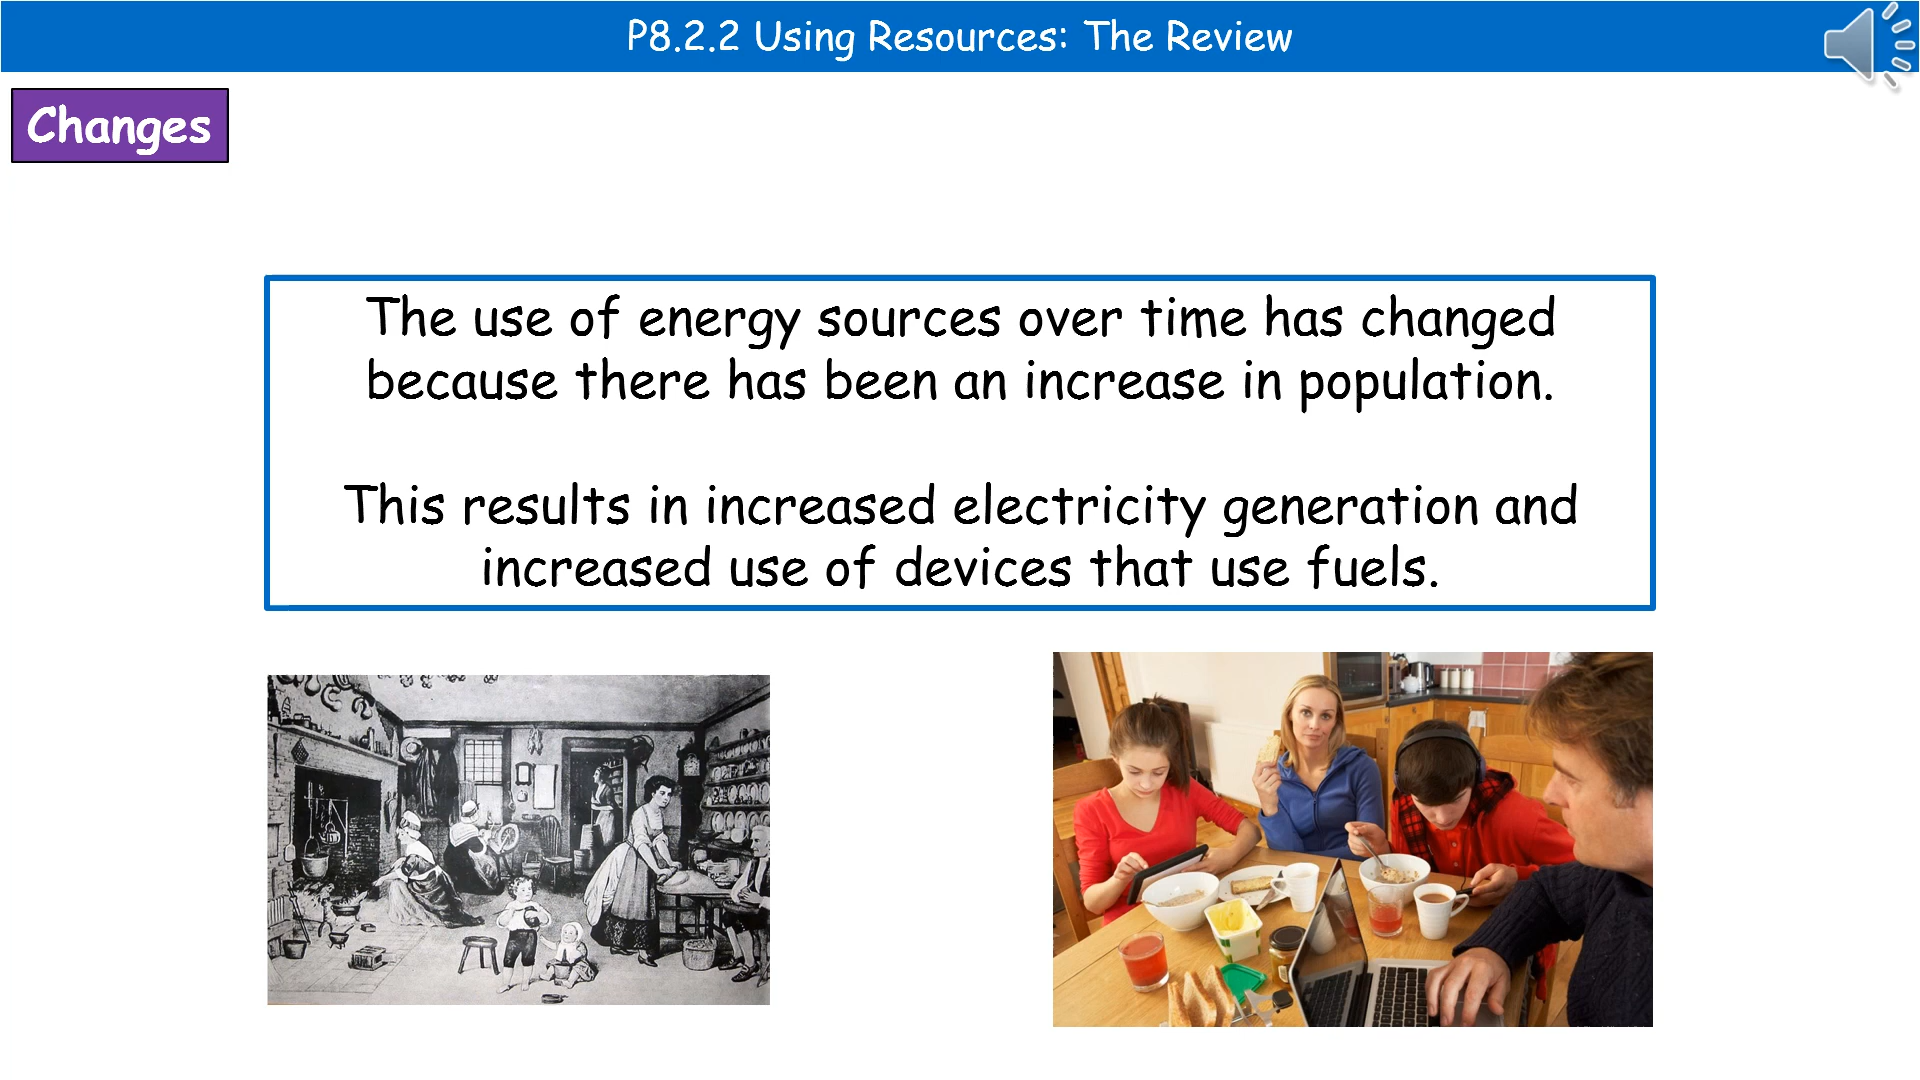 P8.2.2 Using Resources: The Review
Changes
The use of energy sources over time has changed
because there has been an increase in population.
This results in increased electricity generation and
increased use of devices that use fuels.